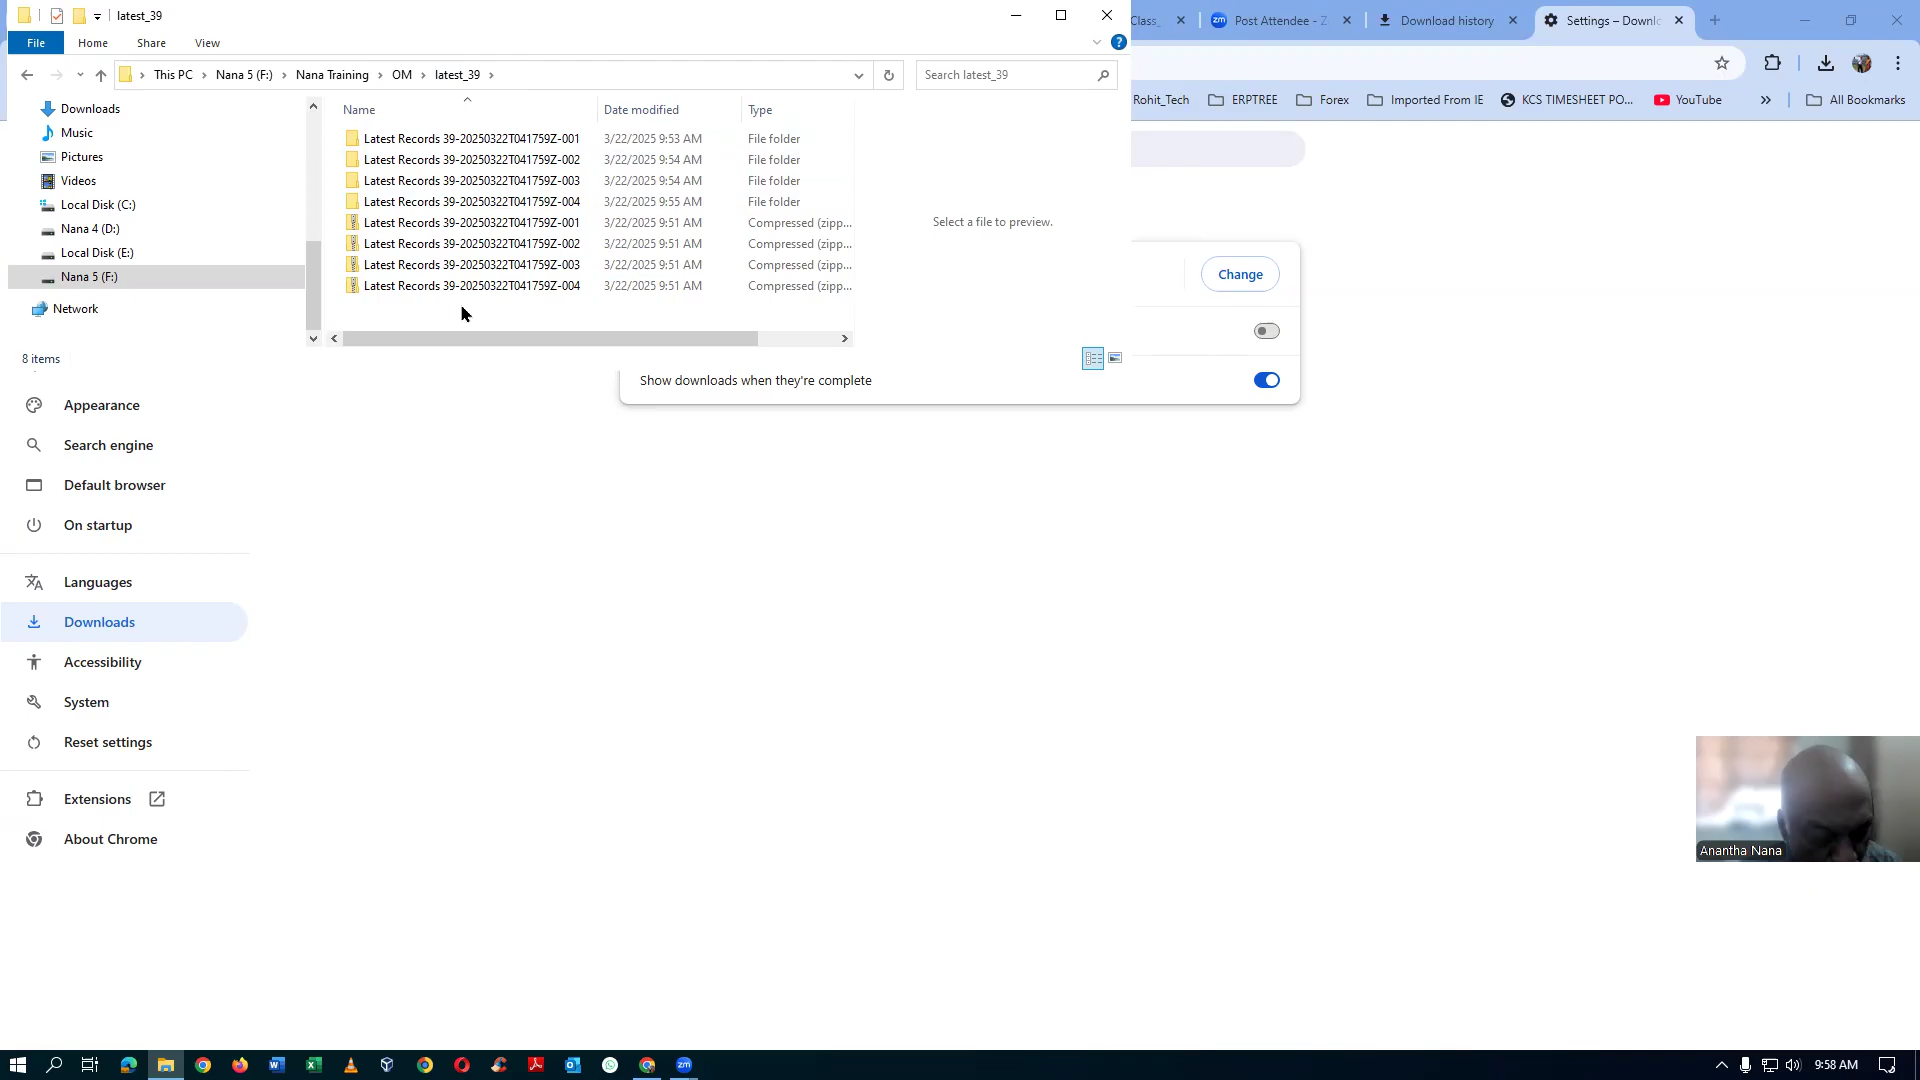 latest_39
File
Home
Share
View
This PC
Nana 5 (F:)
Nana Training
OM
latest_39
Search latest_39
Downloads
Music
Pictures
Videos
Local Disk (C:)
Nana 4 (D:)
Local Disk (E:)
Nana 5 (F:)
Network
8 items
Name
Date modified
Type
Latest Records 39-20250322T041759Z-001 3/22/2025 9:53 AM File folder
Latest Records 39-20250322T041759Z-002 3/22/2025 9:54 AM File folder
Latest Records 39-20250322T041759Z-003 3/22/2025 9:54 AM File folder
Latest Records 39-20250322T041759Z-004 3/22/2025 9:55 AM File folder
Latest Records 39-20250322T041759Z-001 3/22/2025 9:51 AM Compressed (zipp...
Latest Records 39-20250322T041759Z-002 3/22/2025 9:51 AM Compressed (zipp...
Latest Records 39-20250322T041759Z-003 3/22/2025 9:51 AM Compressed (zipp...
Latest Records 39-20250322T041759Z-004 3/22/2025 9:51 AM Compressed (zipp...
Select a file to preview.
Class_
zm Post Attendee - Z
Download history
Settings – Downlo
Rohit_Tech
ERPTREE
Forex
Imported From IE
KCS TIMESHEET PO...
YouTube
All Bookmarks
Change
Show downloads when they're complete
Appearance
Search engine
Default browser
On startup
Languages
Downloads
Accessibility
System
Reset settings
Extensions
About Chrome
Anantha Nana
zm
9:58 AM